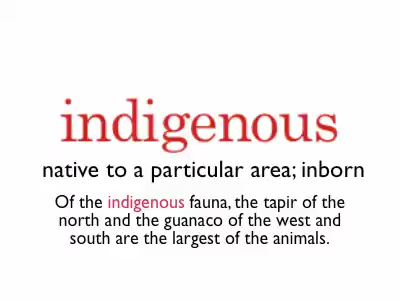 indigenous
native to a particular area; inborn
Of the indigenous fauna, the tapir of the
north and the guanaco of the west and
south are the largest of the animals.